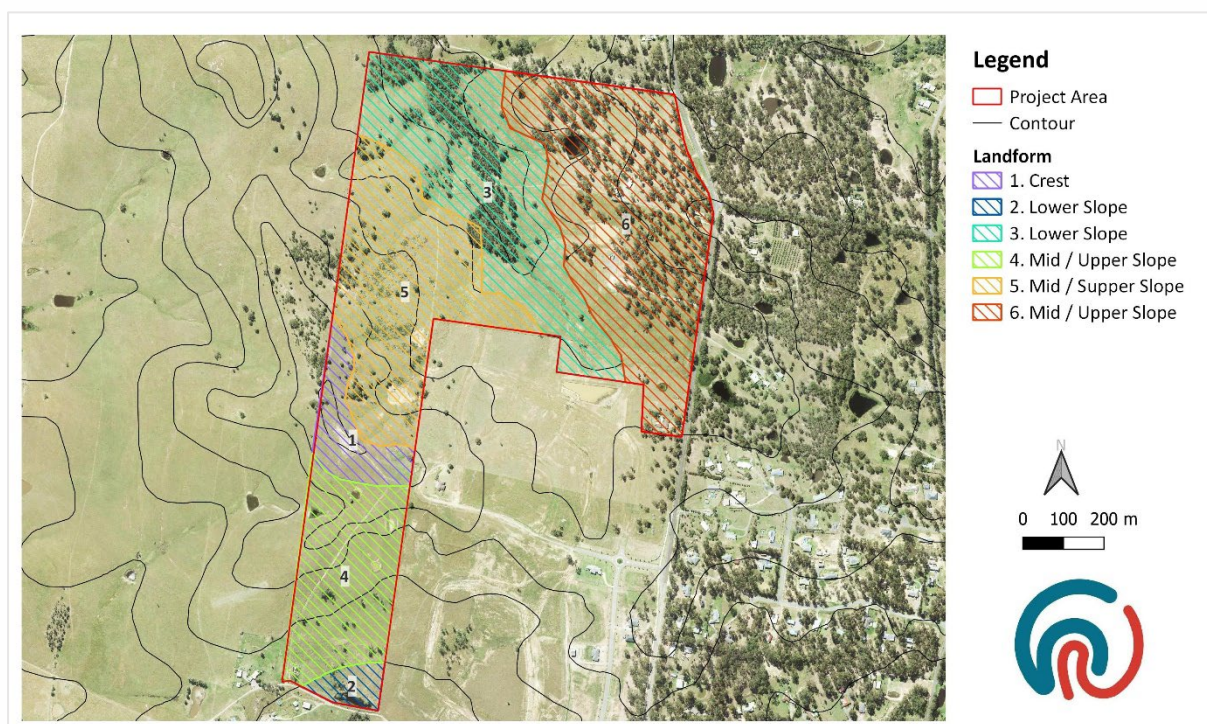 Legend
Project Area
Contour
Landform
1. Crest
2. Lower Slope
3. Lower Slope
4. Mid / Upper Slope
5. Mid / Supper Slope
6. Mid / Upper Slope
3
6
5
1
4
2
N
0 100 200 m